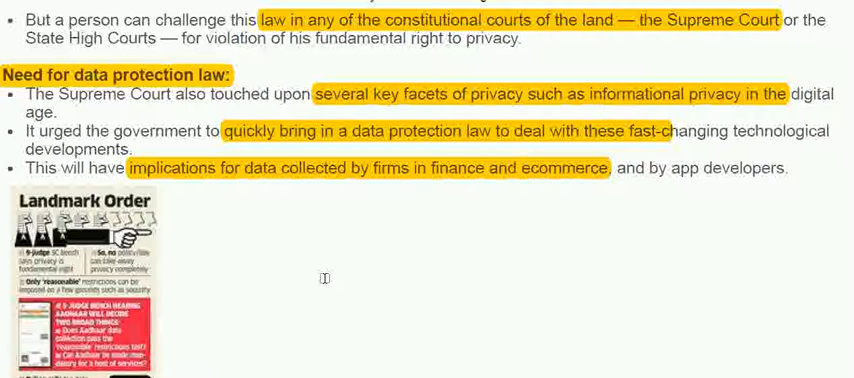 But a person can challenge this law in any of the constitutional courts of the land — the Supreme Court or the
State High Courts — for violation of his fundamental right to privacy.
Need for data protection law:
The Supreme Court also touched upon several key facets of privacy such as informational privacy in the digital
age.
It urged the government to quickly bring in a data protection law to deal with these fast-changing technological
developments.
This will have implications for data collected by firms in finance and ecommerce, and by app developers.
Landmark Order
9-judge SC bench
says privacy is
fundamental right
So, no policy/law
can take away
privacy completely
Only 'reasonable' restrictions can be
imposed on a few grounds such as security
5-JUDGE BENCH HEARING
AADHAAR WILL DECIDE
TWO BROAD THINGS:
Does Aadhaar data
collection pass the
'reasonable' restrictions test?
Can Aadhaar be made man-
datory for a host of services?